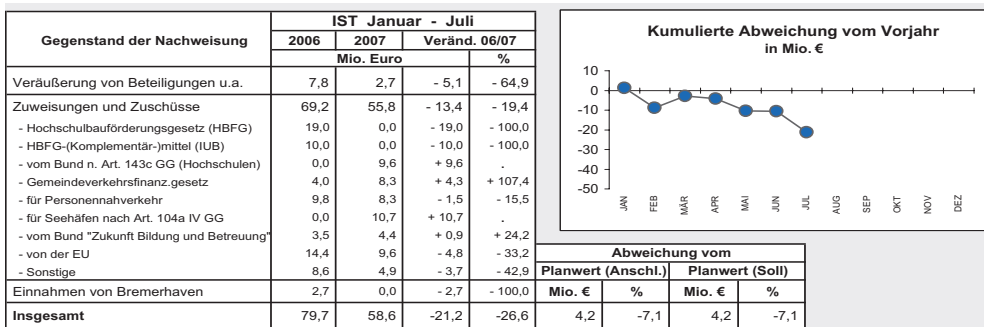 Gegenstand der Nachweisung
IST Januar - Juli
2006 2007 Veränd. 06/07
Mio. Euro %
Veräußerung von Beteiligungen u.a. 7,8 2,7 - 5,1 - 64,9
Zuweisungen und Zuschüsse 69,2 55,8 - 13,4 - 19,4
- Hochschulbauförderungsgesetz (HBFG) 19,0 0,0 - 19,0 - 100,0
- HBFG-(Komplementär-)mittel (IUB) 10,0 0,0 - 10,0 - 100,0
- vom Bund n. Art. 143c GG (Hochschulen) 0,0 9,6 + 9,6 .
- Gemeindeverkehrsfinanz.gesetz 4,0 8,3 + 4,3 + 107,4
- für Personennahverkehr 9,8 8,3 - 1,5 - 15,5
- für Seehäfen nach Art. 104a IV GG 0,0 10,7 + 10,7 .
- vom Bund "Zukunft Bildung und Betreuung" 3,5 4,4 + 0,9 + 24,2
- von der EU 14,4 9,6 - 4,8 - 33,2
- Sonstige 8,6 4,9 - 3,7 - 42,9
Einnahmen von Bremerhaven 2,7 0,0 - 2,7 - 100,0
Insgesamt 79,7 58,6 -21,2 -26,6
Kumulierte Abweichung vom Vorjahr
in Mio. €
10
0
-10
-20
-30
-40
-50
JAN FEB MÄR APR MAI JUN JUL AUG SEP OKT NOV DEZ
Abweichung vom
Planwert (Anschl.) Planwert (Soll)
Mio. € % Mio. € %
4,2 -7,1 4,2 -7,1